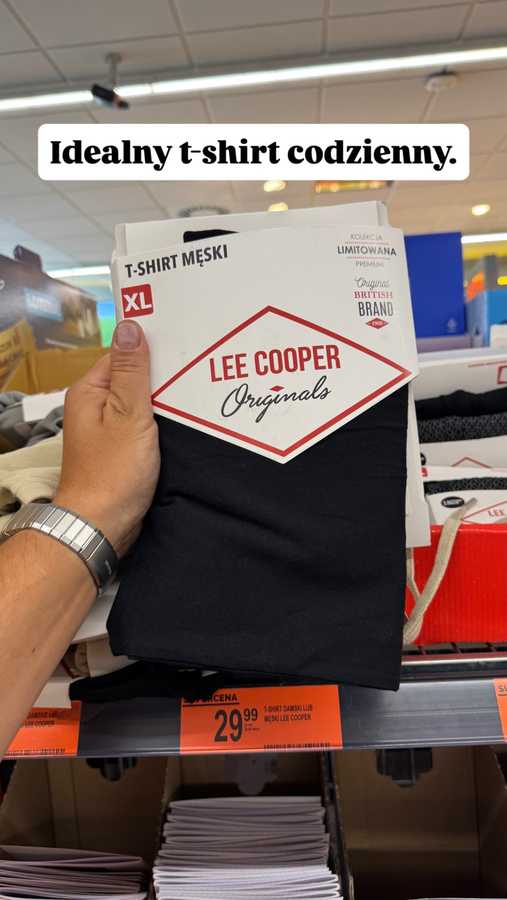 Idealny t-shirt codzienny.
T-SHIRT MĘSKI
XL
KOLEKCJA
LIMITOWANA
PREMIUM
Original
BRITISH
BRAND
LEE COOPER
Originals
CENA
29 99
T-SHIRT DAMSKI LUB
MĘSKI LEE COOPER
LEE